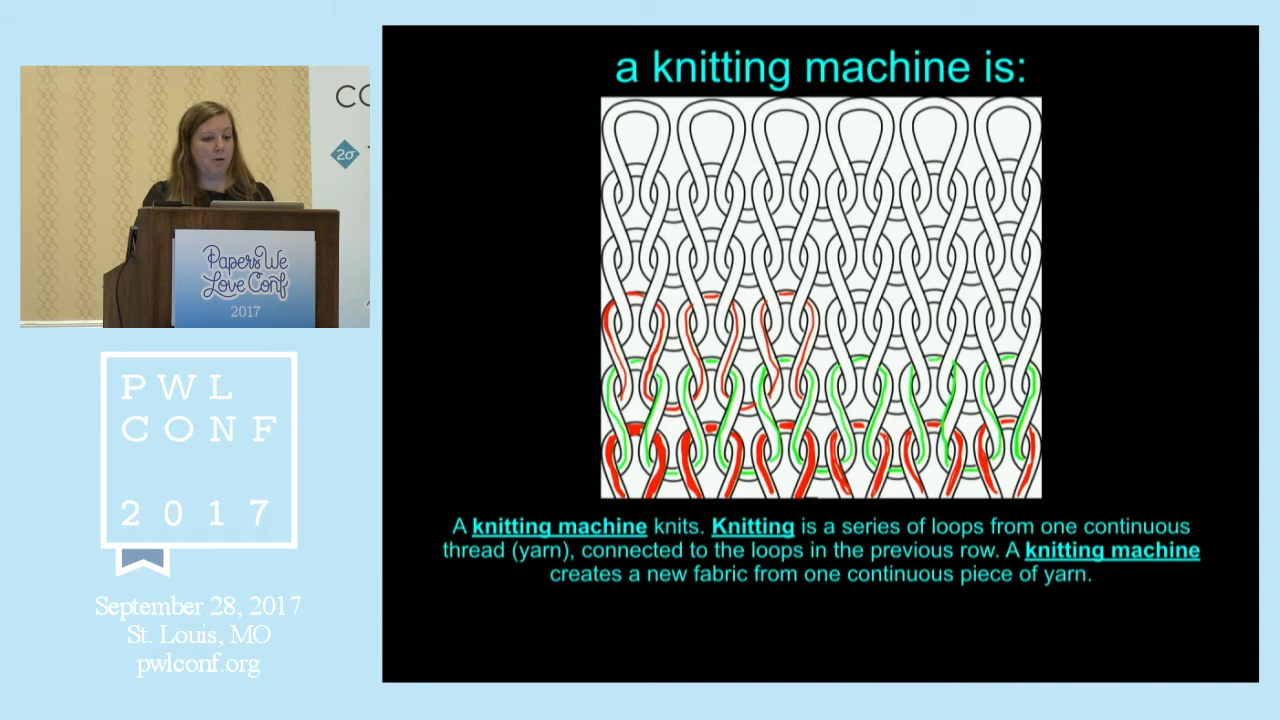 CO
2σ
Papers We
Love Conf
2017
PWL
CONF
2017
September 28, 2017
St. Louis, MO
pwlconf.org
a knitting machine is:
A knitting machine knits. Knitting is a series of loops from one continuous
thread (yarn), connected to the loops in the previous row. A knitting machine
creates a new fabric from one continuous piece of yarn.